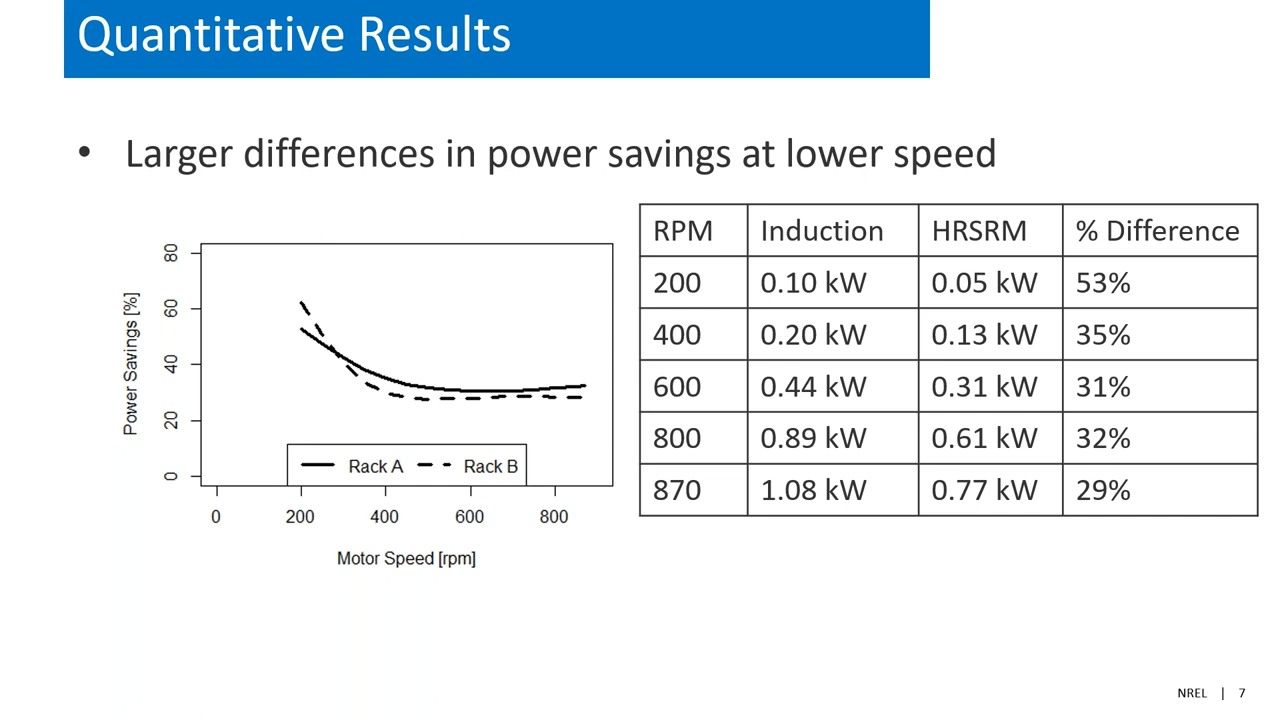 Quantitative Results
• Larger differences in power savings at lower speed
Power Savings [%]
80
60
40
20
0
Rack A Rack B
0 200 400 600 800
Motor Speed [rpm]
RPM Induction HRSRM % Difference
200 0.10 kW 0.05 kW 53%
400 0.20 kW 0.13 kW 35%
600 0.44 kW 0.31 kW 31%
800 0.89 kW 0.61 kW 32%
870 1.08 kW 0.77 kW 29%
NREL | 7